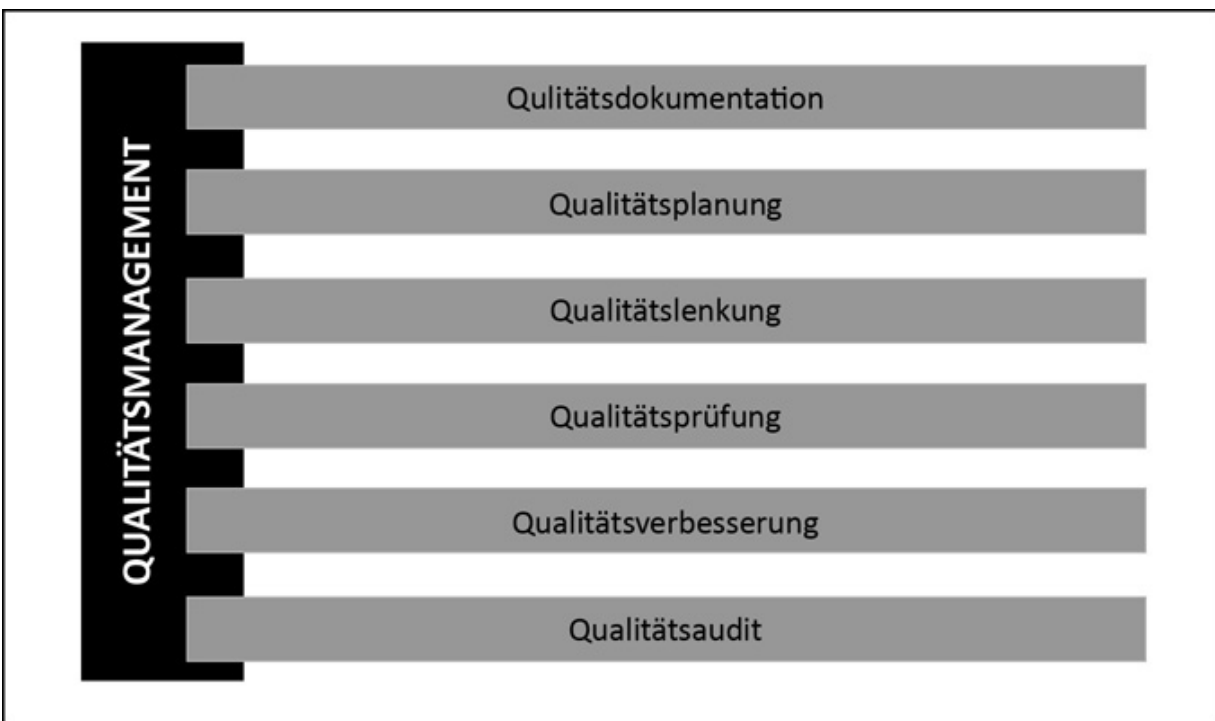 QUALITÄTSMANAGEMENT
Qulitätsdokumentation
Qualitätsplanung
Qualitätslenkung
Qualitätsprüfung
Qualitätsverbesserung
Qualitätsaudit